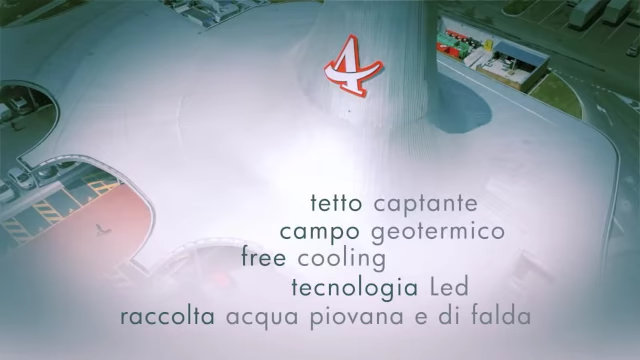 tetto captante
campo geotermico
free cooling
tecnologia Led
raccolta acqua piovana e di falda